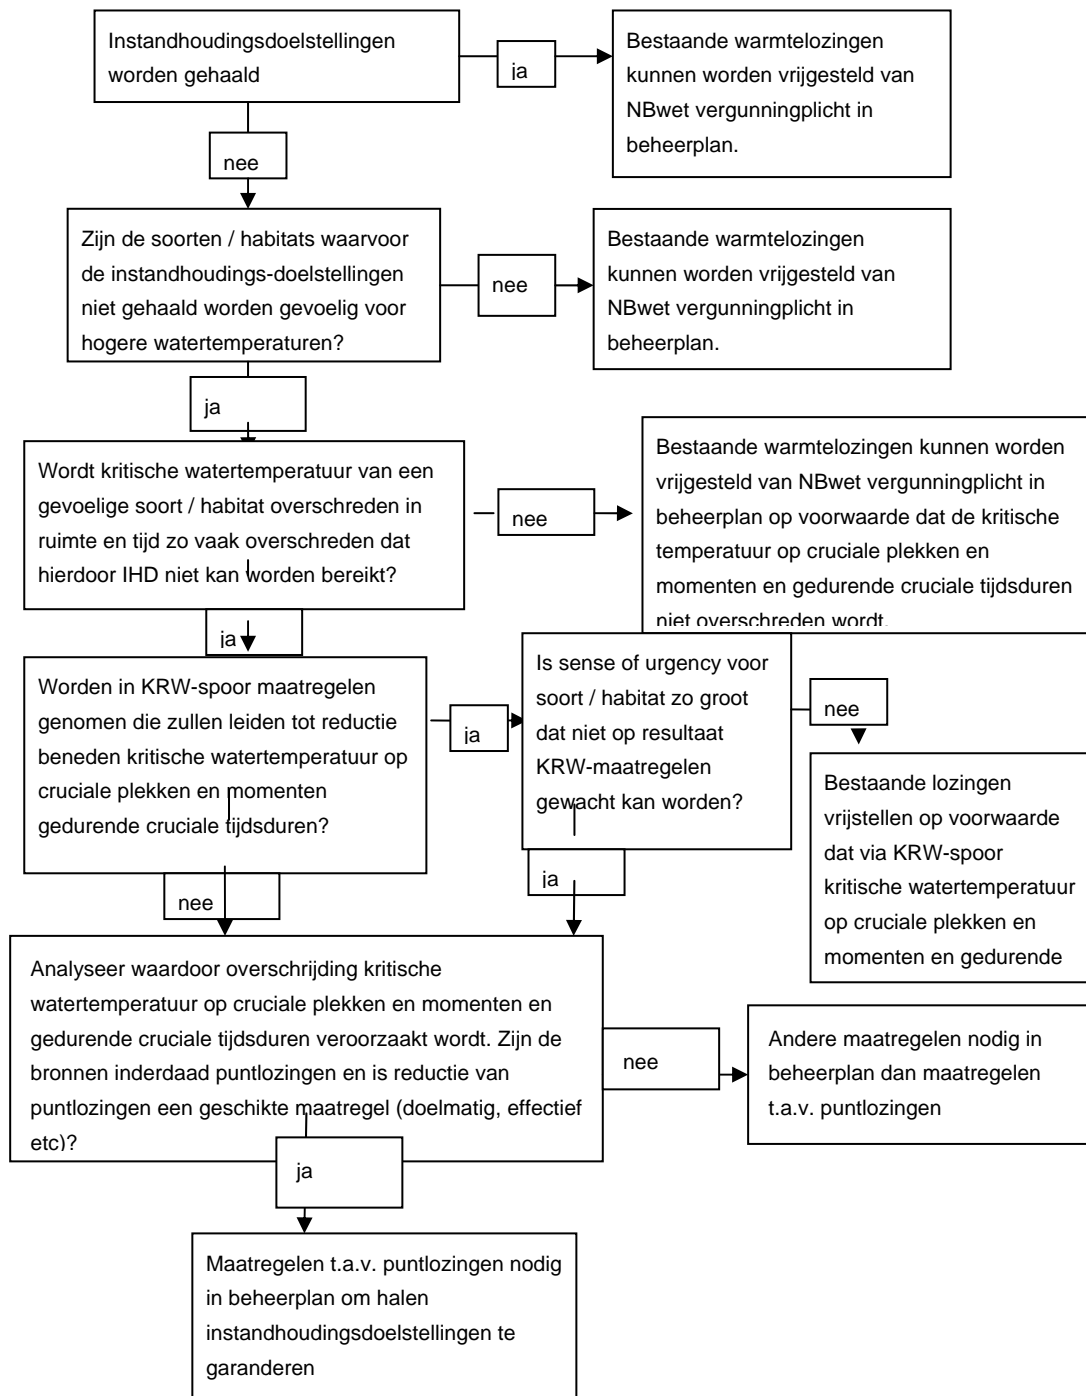 Instandhoudingsdoelstellingen
worden gehaald
ja
Bestaande warmtelozingen
kunnen worden vrijgesteld van
NBwet vergunningplicht in
beheerplan.
nee
Zijn de soorten / habitats waarvoor
de instandhoudings-doelstellingen
niet gehaald worden gevoelig voor
hogere watertemperaturen?
nee
Bestaande warmtelozingen
kunnen worden vrijgesteld van
NBwet vergunningplicht in
beheerplan.
ja
Wordt kritische watertemperatuur van een
gevoelige soort / habitat overschreden in
ruimte en tijd zo vaak overschreden dat
hierdoor IHD niet kan worden bereikt?
nee
Bestaande warmtelozingen kunnen worden
vrijgesteld van NBwet vergunningplicht in
beheerplan op voorwaarde dat de kritische
temperatuur op cruciale plekken en
momenten en gedurende cruciale tijdsduren
niet overschreden wordt.
ja
Worden in KRW-spoor maatregelen
genomen die zullen leiden tot reductie
beneden kritische watertemperatuur op
cruciale plekken en momenten
gedurende cruciale tijdsduren?
ja
Is sense of urgency voor
soort / habitat zo groot
dat niet op resultaat
KRW-maatregelen
gewacht kan worden?
nee
Bestaande lozingen
vrijstellen op voorwaarde
dat via KRW-spoor
kritische watertemperatuur
op cruciale plekken en
momenten en gedurende
ja
nee
Analyseer waardoor overschrijding kritische
watertemperatuur op cruciale plekken en momenten en
gedurende cruciale tijdsduren veroorzaakt wordt. Zijn de
bronnen inderdaad puntlozingen en is reductie van
puntlozingen een geschikte maatregel (doelmatig, effectief
etc)?
nee
Andere maatregelen nodig in
beheerplan dan maatregelen
t.a.v. puntlozingen
ja
Maatregelen t.a.v. puntlozingen nodig
in beheerplan om halen
instandhoudingsdoelstellingen te
garanderen